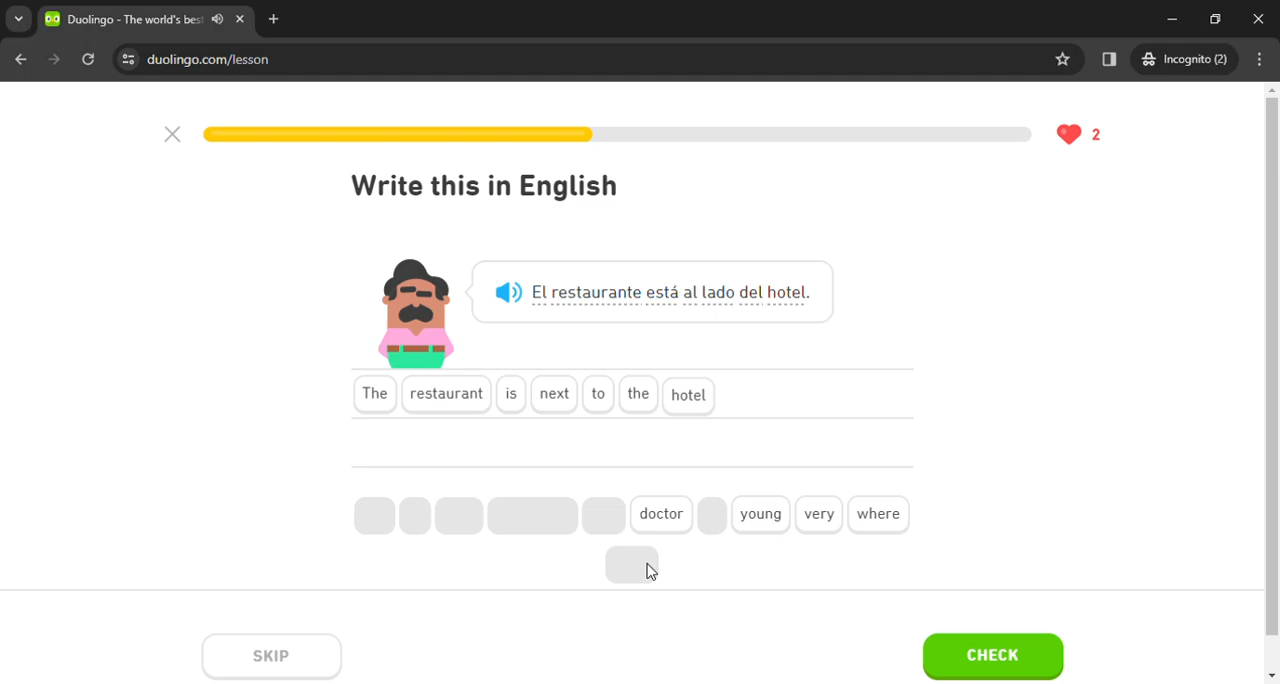 Duolingo - The world's bes
duolingo.com/lesson
Incognito (2)
2
Write this in English
El restaurante está al lado del hotel.
The restaurant is next to the hotel
doctor young very where
SKIP
CHECK